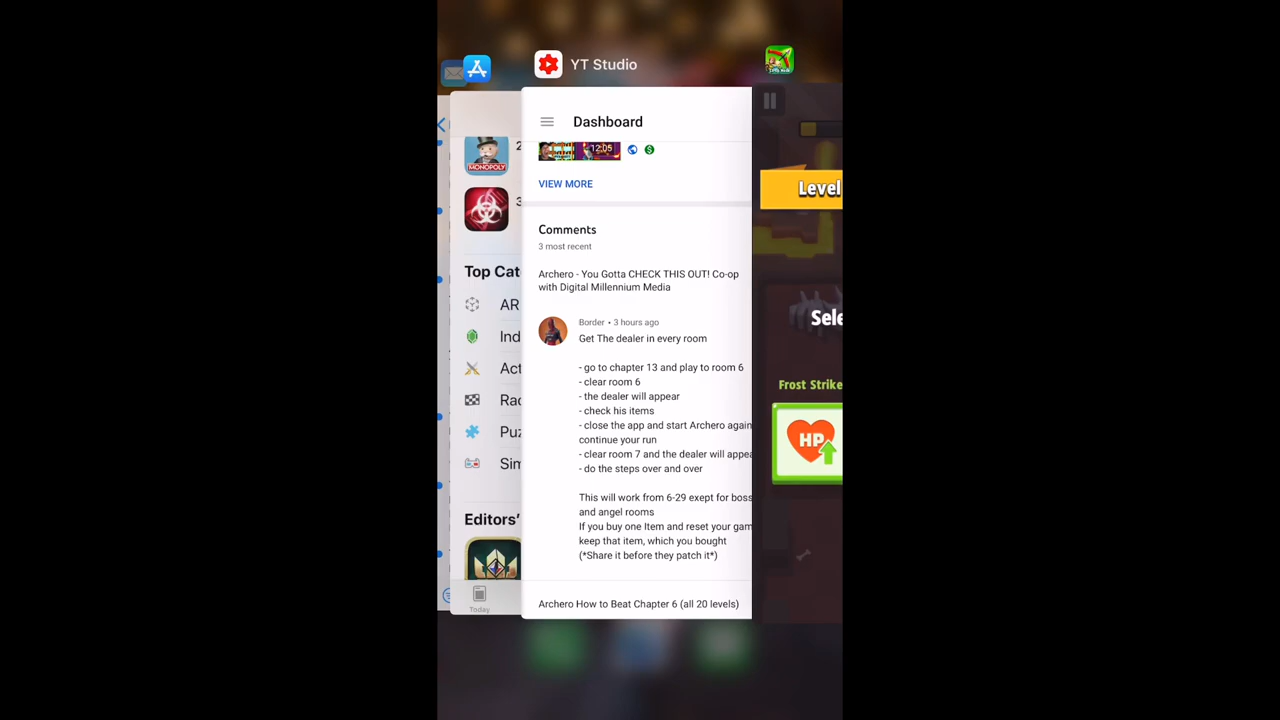 YT Studio
Dashboard
12:05
VIEW MORE
Comments
3 most recent
Archero - You Gotta CHECK THIS OUT! Co-op
with Digital Millennium Media
Border • 3 hours ago
Get The dealer in every room
- go to chapter 13 and play to room 6
- clear room 6
- the dealer will appear
- check his items
- close the app and start Archero again
continue your run
- clear room 7 and the dealer will appea
- do the steps over and over
This will work from 6-29 exept for boss
and angel rooms
If you buy one Item and reset your gam
keep that item, which you bought
(*Share it before they patch it*)
Archero How to Beat Chapter 6 (all 20 levels)
MONOPOLY
2
3
Top Cat
AR
Ind
Act
Rac
Puz
Sim
Editors'
Today
Level
Sele
Frost Strike
HP